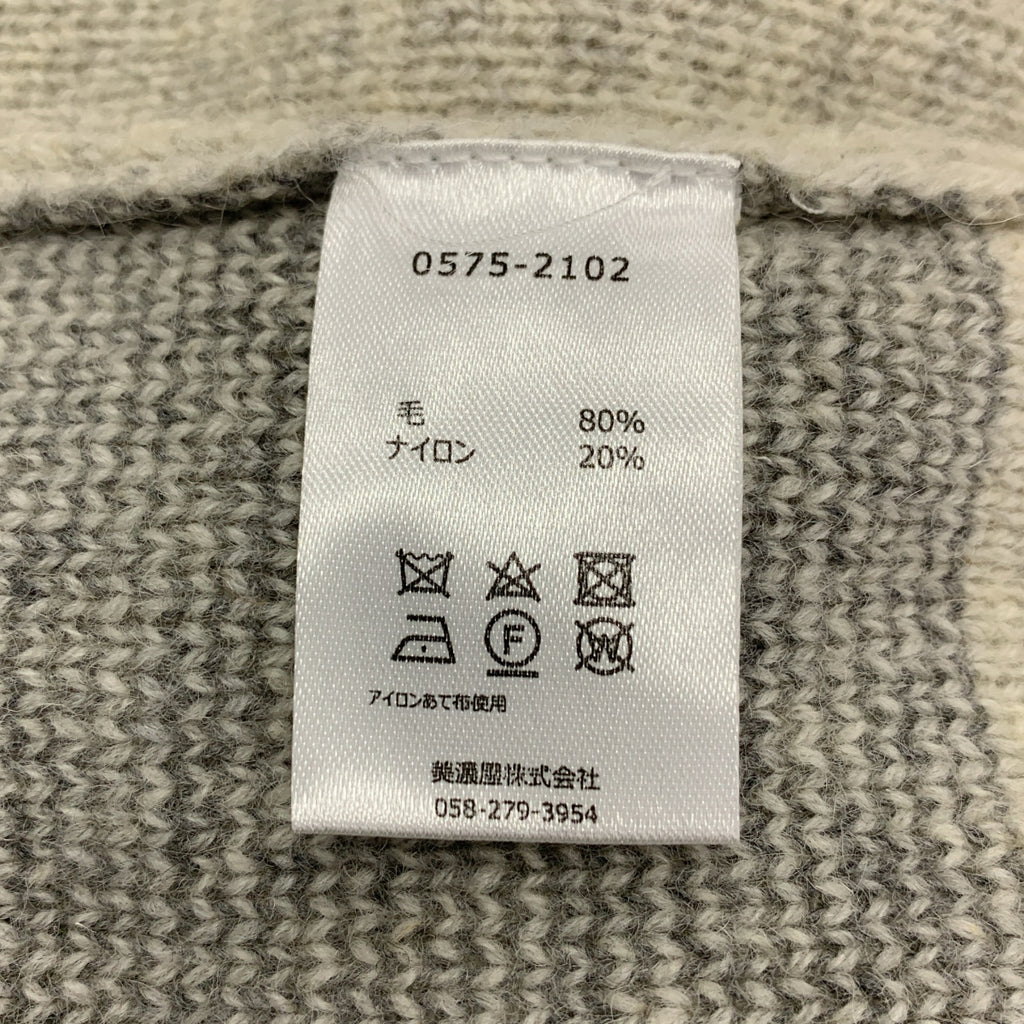 0575-2102
毛 80%
ナイロン 20%
F
W
アイロンあて布使用
美濃屋株式会社
058-279-3954